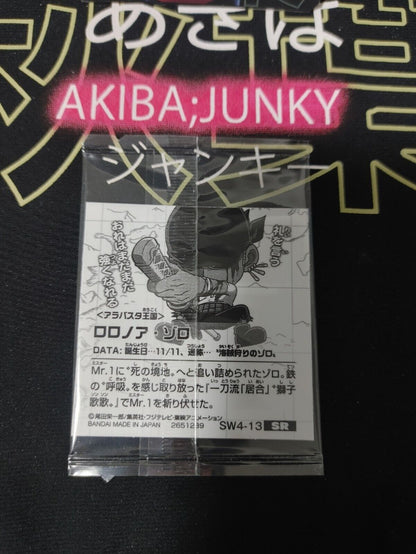 めさば
AKIBA;JUNKY
ジャンキー
礼を言う
おれはまだまだ
強くなれる
<アラバスタ王国>
ロロノア・ゾロ
DATA: 誕生日…11/11、迷称…“海賊狩りのゾロ。
Mr.1に“死の境地。へと追い詰められたゾロ。鉄
の“呼吸。を感じ取り放った「一刀流「居合」“獅子
歌歌。」でMr.1を斬り伏せた。
©尾田栄一郎/集英社・フジテレビ・東映アニメーション
BANDAI MADE IN JAPAN 2651289 SW4-13 SR